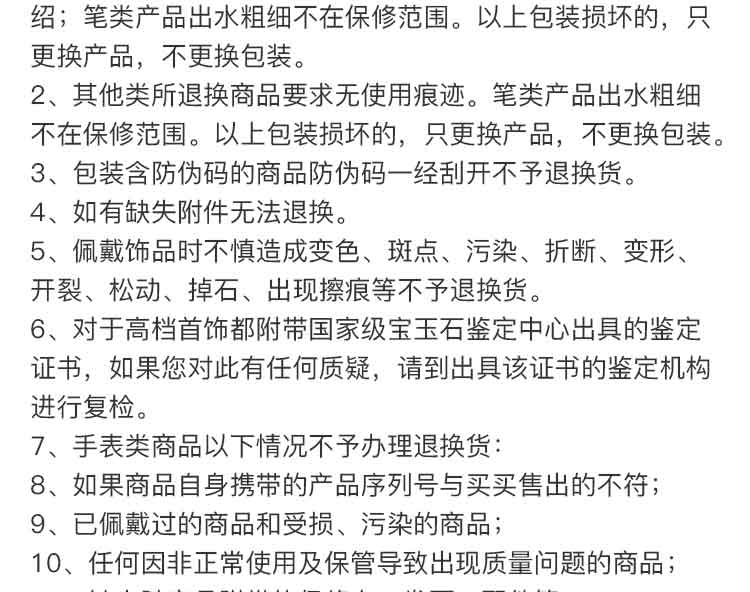 绍；笔类产品出水粗细不在保修范围。以上包装损坏的，只
更换产品，不更换包装。
2、其他类所退换商品要求无使用痕迹。笔类产品出水粗细
不在保修范围。以上包装损坏的，只更换产品，不更换包装。
3、包装含防伪码的商品防伪码一经刮开不予退换货。
4、如有缺失附件无法退换。
5、佩戴饰品时不慎造成变色、斑点、污染、折断、变形、
开裂、松动、掉石、出现擦痕等不予退换货。
6、对于高档首饰都附带国家级宝玉石鉴定中心出具的鉴定
证书，如果您对此有任何质疑，请到出具该证书的鉴定机构
进行复检。
7、手表类商品以下情况不予办理退换货：
8、如果商品自身携带的产品序列号与买买售出的不符；
9、已佩戴过的商品和受损、污染的商品；
10、任何因非正常使用及保管导致出现质量问题的商品；